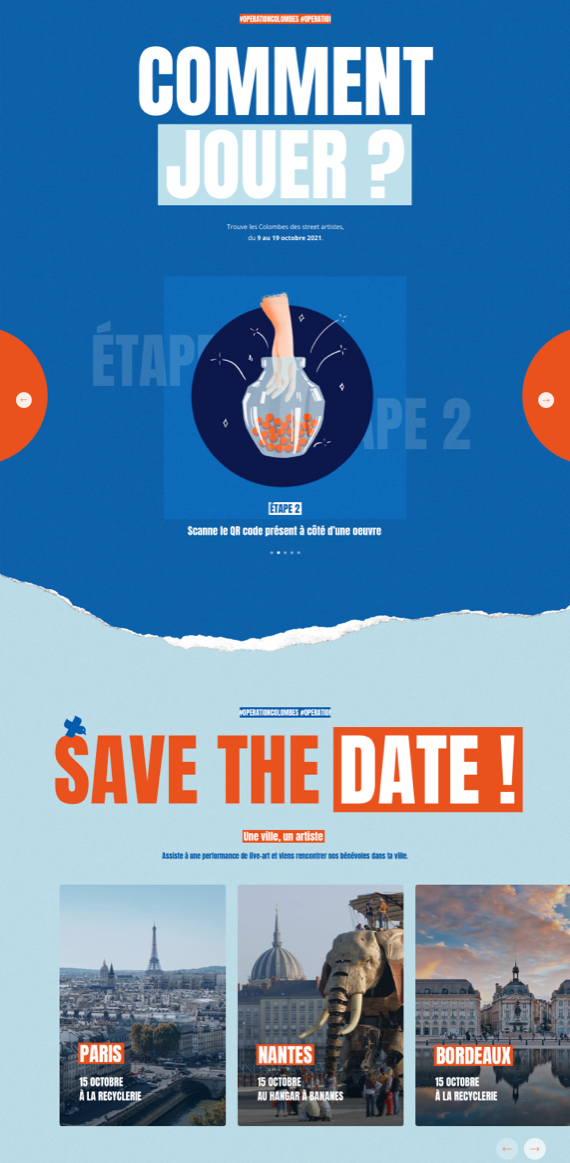 #OPERATIONCOLOMBES #OPERATION
COMMENT
JOUER ?
Trouve les Colombes des street artistes,
du 9 au 19 octobre 2021.
ÉTAPE
APE 2
ÉTAPE 2
Scanne le QR code présent à côté d'une oeuvre
#OPERATIONCOLOMBES #OPERATION
SAVE THE DATE !
Une ville, un artiste
Assiste à une performance de live-art et viens rencontrer nos bénévoles dans ta ville.
PARIS
15 OCTOBRE
À LA RECYCLERIE
NANTES
15 OCTOBRE
AU HANGAR À BANANES
BORDEAUX
15 OCTOBRE
À LA RECYCLERIE